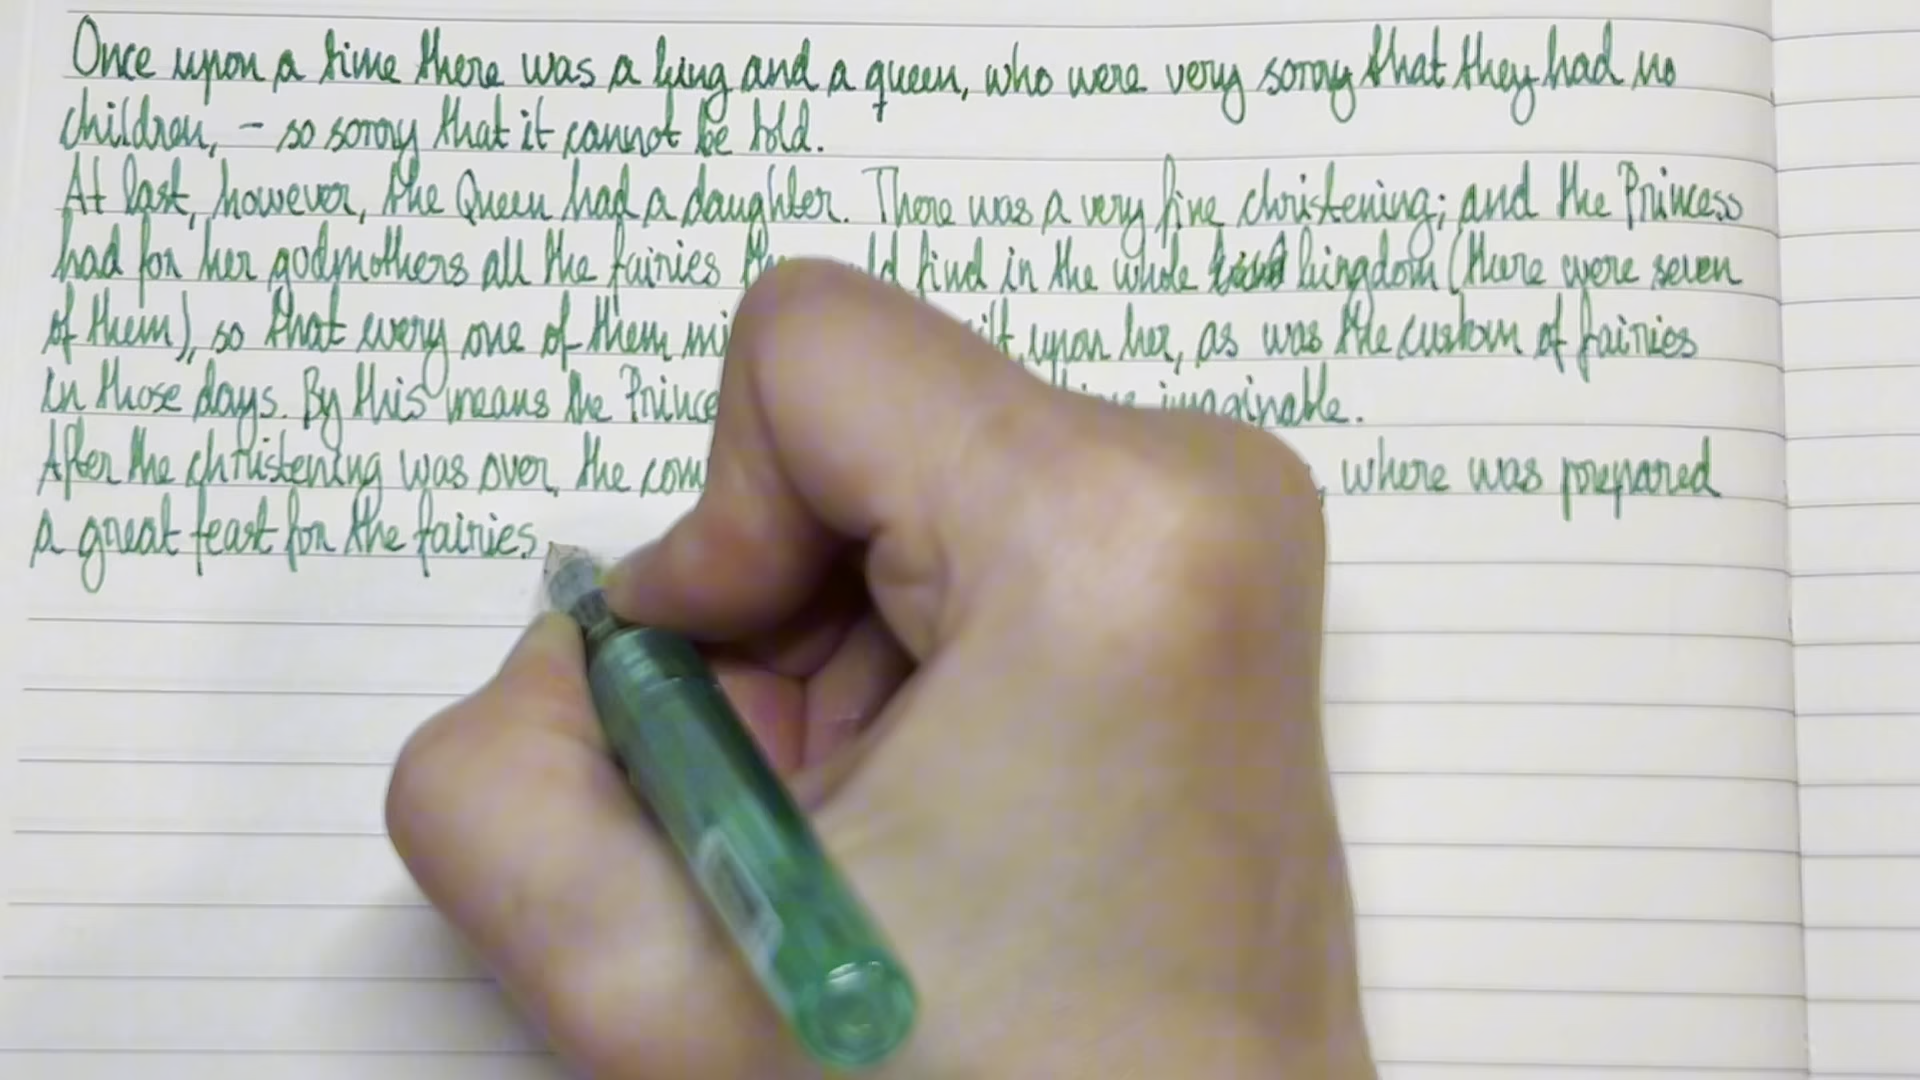 Once upon a time there was a king and a queen, who were very sorry that they had no
children, – so sorry that it cannot be told.
At last, however, the Queen had a daughter. There was a very fine christening; and the Princess
had for her godmothers all the fairies find in the whole kingdom (there were seven
of them), so that every one of them upon her, as was the custom of fairies
in those days. By this means the imaginable.
After the christening was over, the where was prepared
a great feast for the fairies.